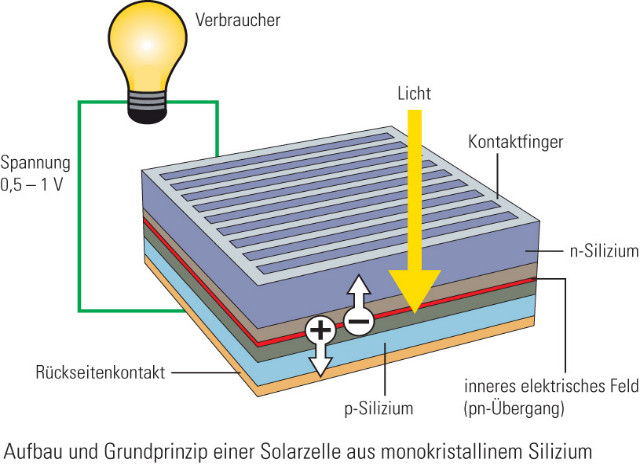 Verbraucher
Licht
Kontaktfinger
Spannung
0,5 – 1 V
n-Silizium
+
−
Rückseitenkontakt
p-Silizium
inneres elektrisches Feld
(pn-Übergang)
Aufbau und Grundprinzip einer Solarzelle aus monokristallinem Silizium